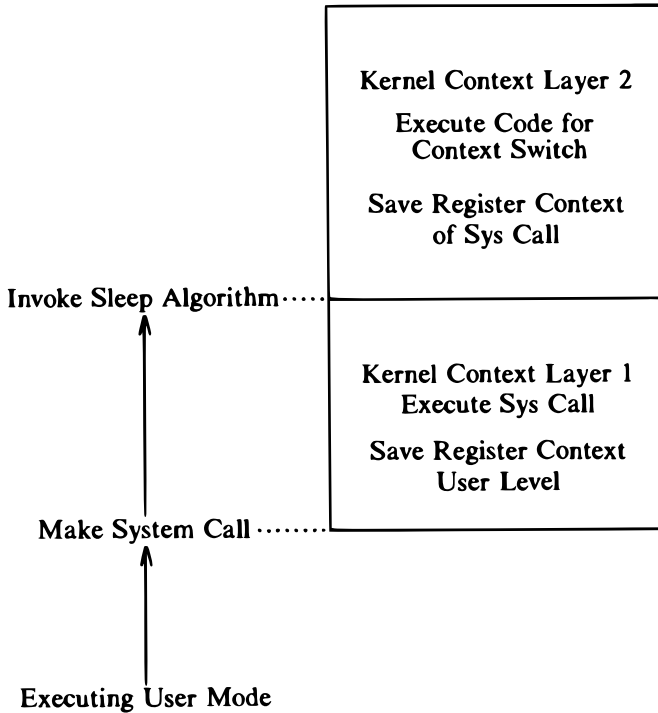 Kernel Context Layer 2
Execute Code for
Context Switch
Save Register Context
of Sys Call
Invoke Sleep Algorithm
Kernel Context Layer 1
Execute Sys Call
Save Register Context
User Level
Make System Call
Executing User Mode